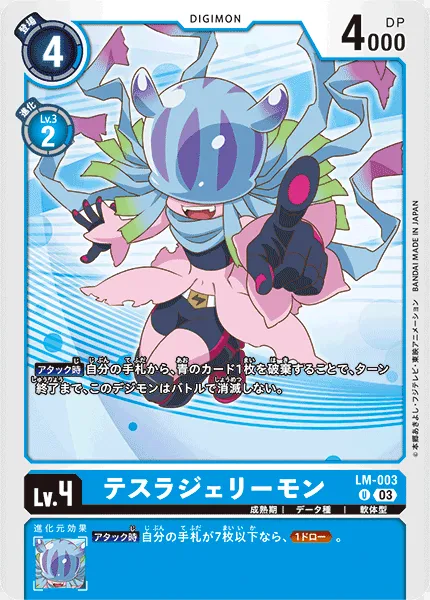 DIGIMON
登場
4
DP
4000
進化
Lv.3
2
BANDAI MADE IN JAPAN
©本郷あきよし・フジテレビ・東映アニメーション
アタック時 自分の手札から、青のカード1枚を破棄することで、ターン
終了まで、このデジモンはバトルで消滅しない。
LM-003
Lv.4
テスラジェリーモン
U 03
成熟期 データ種 軟体型
進化元効果
アタック時 自分の手札が7枚以下なら、1ドロー。